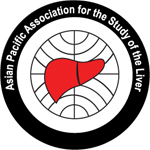 Asian Pacific Association for the Study of the Liver